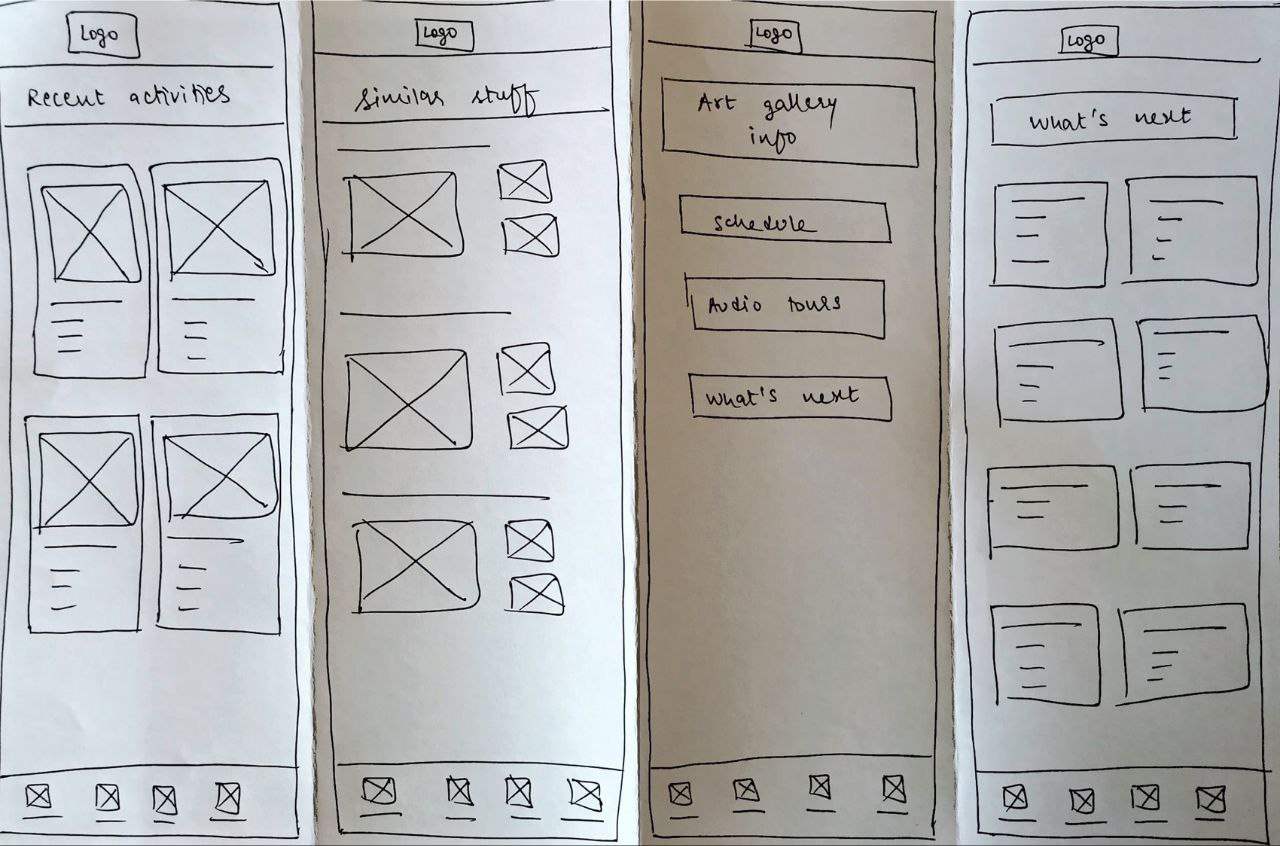 Logo
Recent activities
Logo
Similar stuff
Logo
Art gallery
info
Schedule
Audio tours
What's next
Logo
What's next